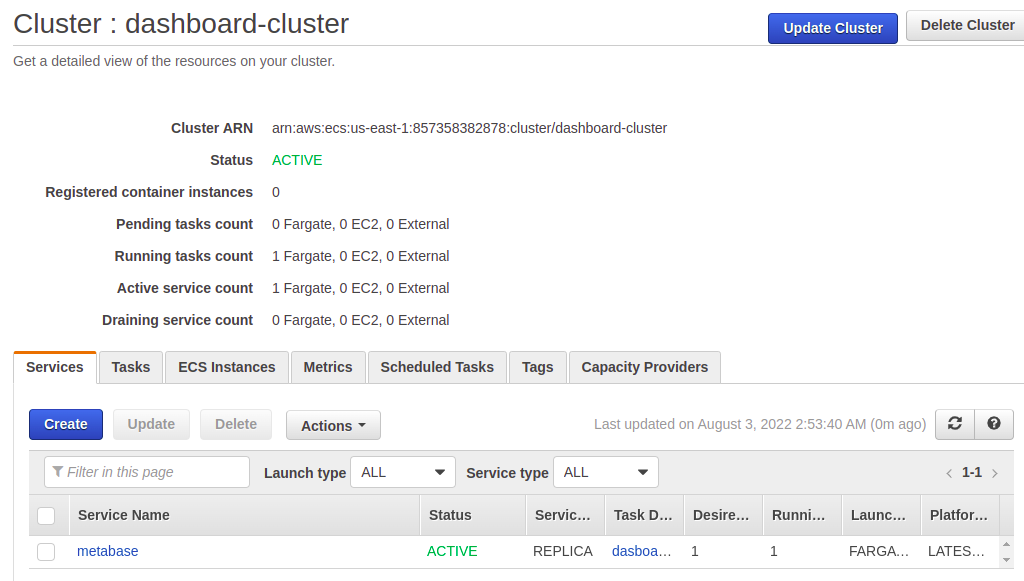 Cluster : dashboard-cluster
Update Cluster
Delete Cluster
Get a detailed view of the resources on your cluster.
Cluster ARN arn:aws:ecs:us-east-1:857358382878:cluster/dashboard-cluster
Status ACTIVE
Registered container instances 0
Pending tasks count 0 Fargate, 0 EC2, 0 External
Running tasks count 1 Fargate, 0 EC2, 0 External
Active service count 1 Fargate, 0 EC2, 0 External
Draining service count 0 Fargate, 0 EC2, 0 External
Services Tasks ECS Instances Metrics Scheduled Tasks Tags Capacity Providers
Create Update Delete Actions Last updated on August 3, 2022 2:53:40 AM (0m ago)
Filter in this page Launch type ALL Service type ALL 1-1
Service Name Status Servic... Task D... Desire... Runni... Launc... Platfor...
metabase ACTIVE REPLICA dasboa... 1 1 FARGA... LATES...